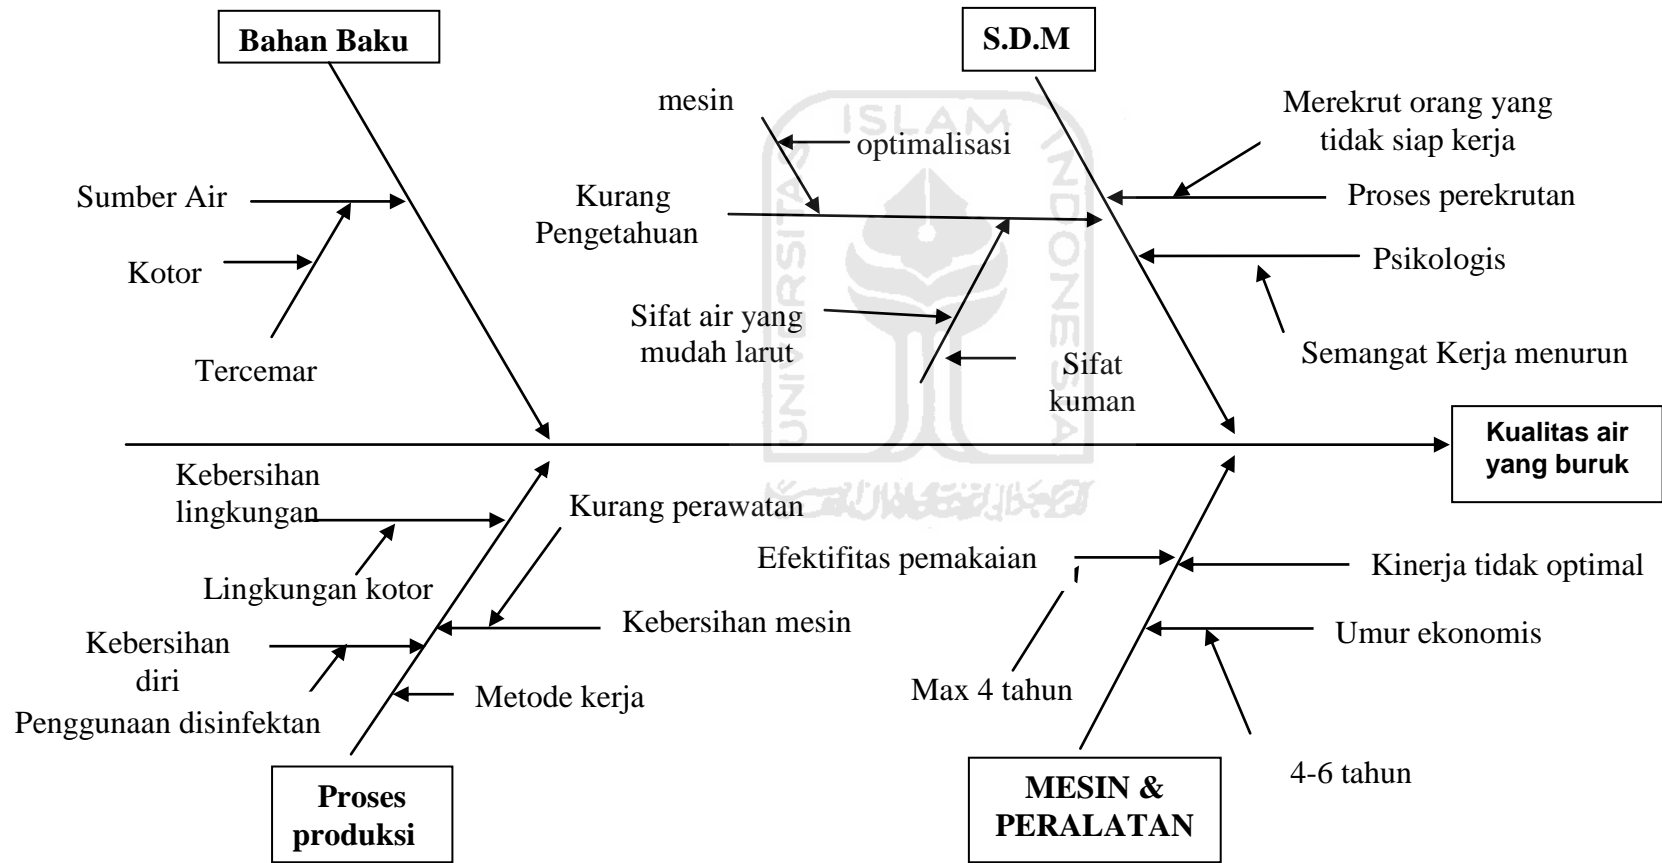 Bahan Baku
S.D.M
mesin
optimalisasi
Merekrut orang yang
tidak siap kerja
Sumber Air
Kurang
Pengetahuan
Proses perekrutan
Kotor
Psikologis
Sifat air yang
mudah larut
Semangat Kerja menurun
Tercemar
Sifat
kuman
Kualitas air
yang buruk
Kebersihan
lingkungan
Kurang perawatan
Efektifitas pemakaian
Kinerja tidak optimal
Lingkungan kotor
Kebersihan mesin
Umur ekonomis
Kebersihan
diri
Metode kerja
Max 4 tahun
Penggunaan disinfektan
4-6 tahun
Proses
produksi
MESIN &
PERALATAN
UNIVERSITAS
ISLAM
INDONESIA